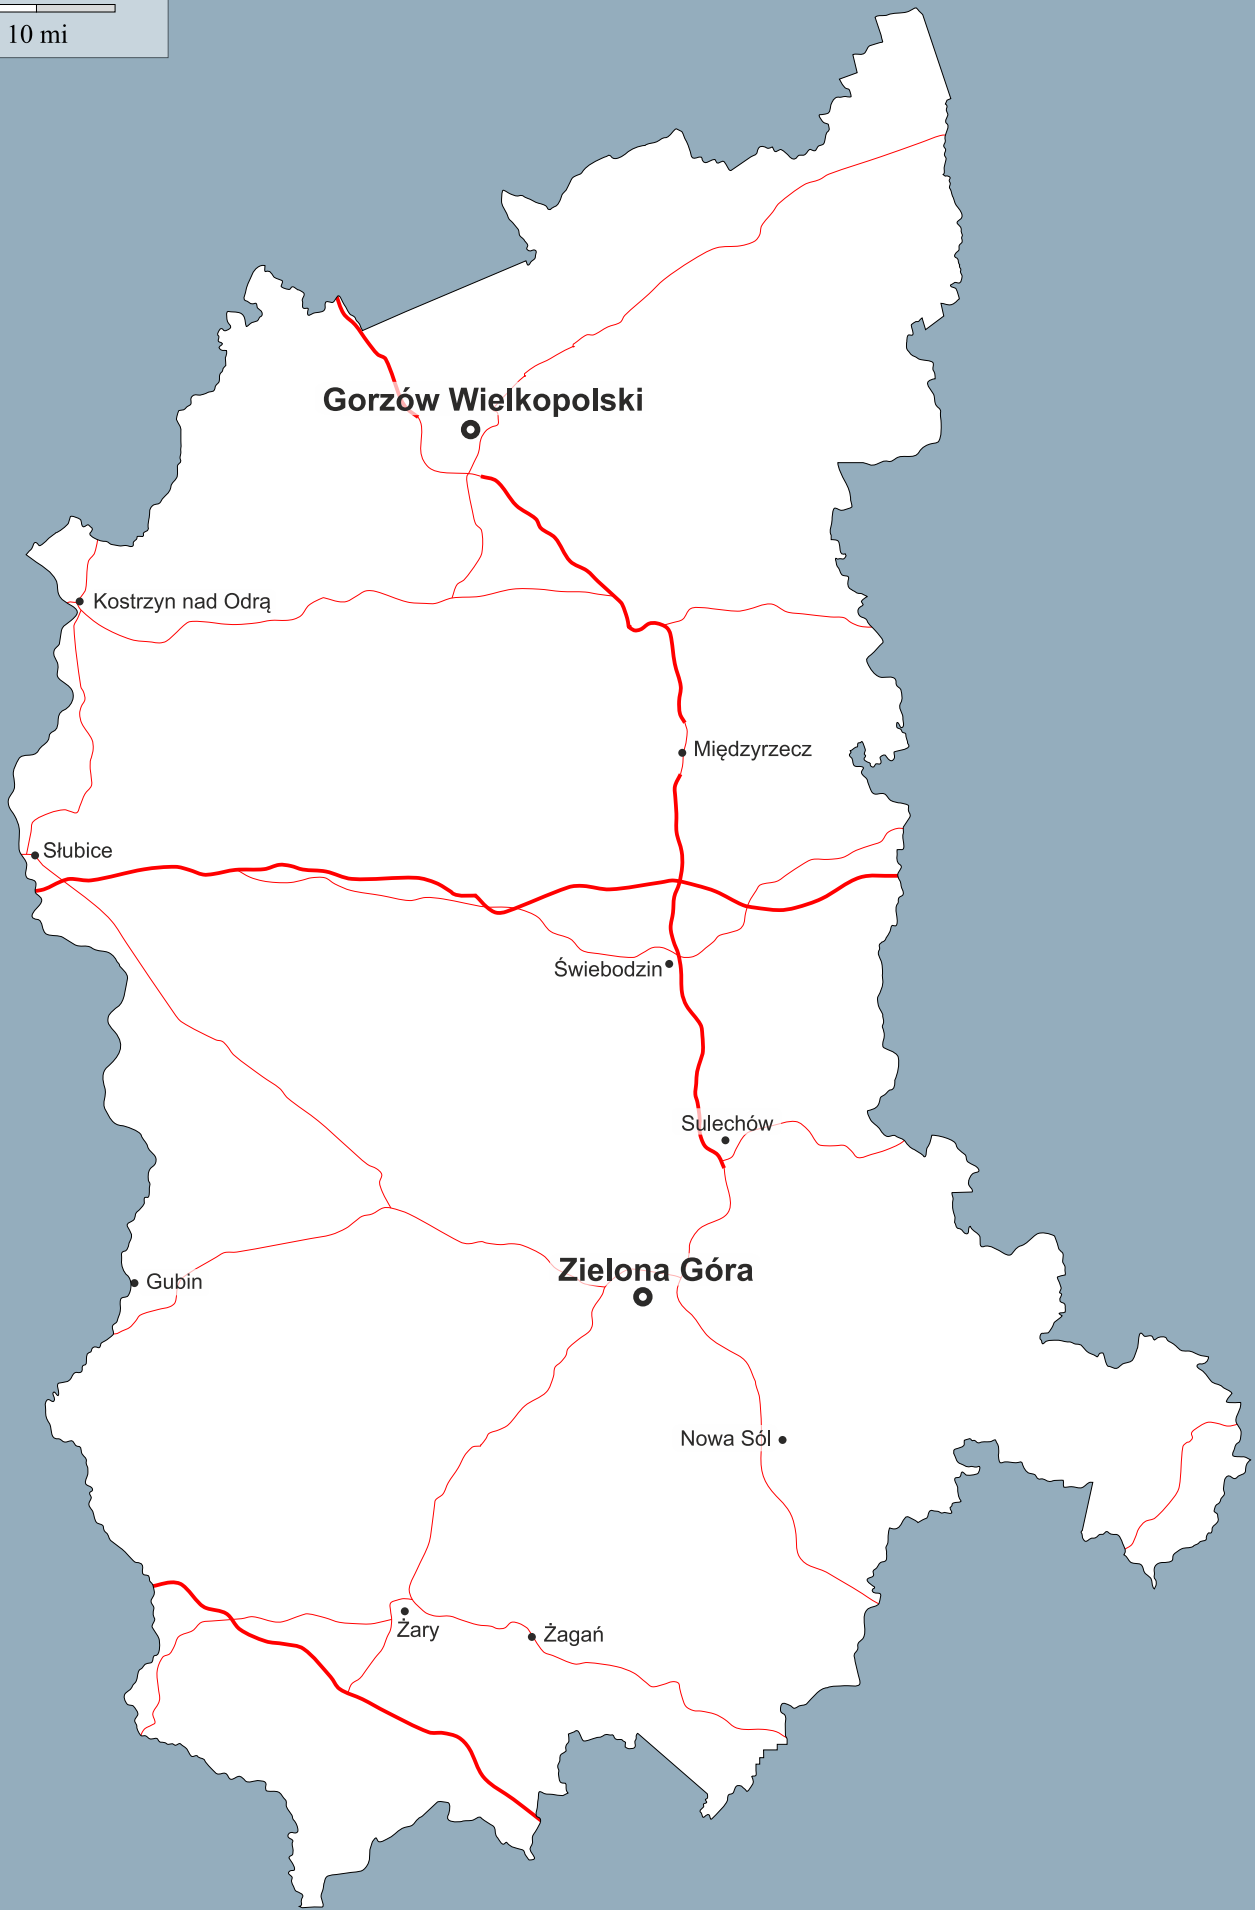 10 mi
Gorzów Wielkopolski
Kostrzyn nad Odrą
Międzyrzecz
Słubice
Świebodzin
Sulechów
Zielona Góra
Gubin
Nowa Sól
Żary
Żagań